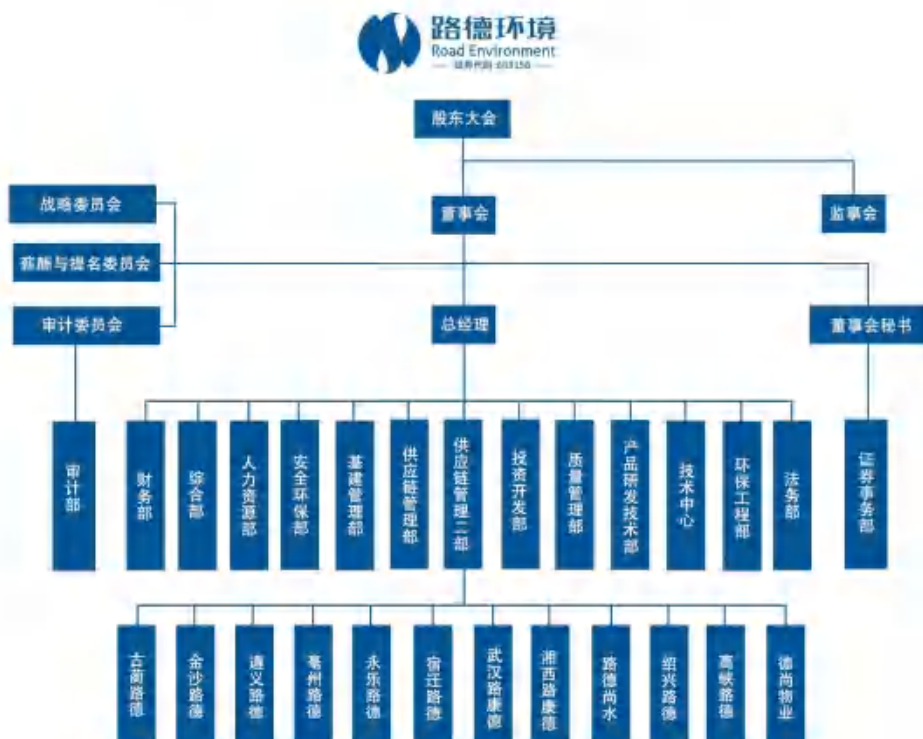 路德环境
Road Environment
股东大会
战略委员会
董事会
监事会
薪酬与提名委员会
审计委员会
总经理
董事会秘书
审计部
财务部
综合部
人力资源部
安全环保部
基建管理部
供应链管理部
供应链管理二部
投资开发部
质量管理部
产品研发技术部
技术中心
环保工程部
法务部
证券事务部
古蔺路德
金沙路德
遵义路德
亳州路德
永乐路德
宿迁路德
武汉路康德
湘西路康德
路德尚水
绍兴路德
高峡路德
德尚物业